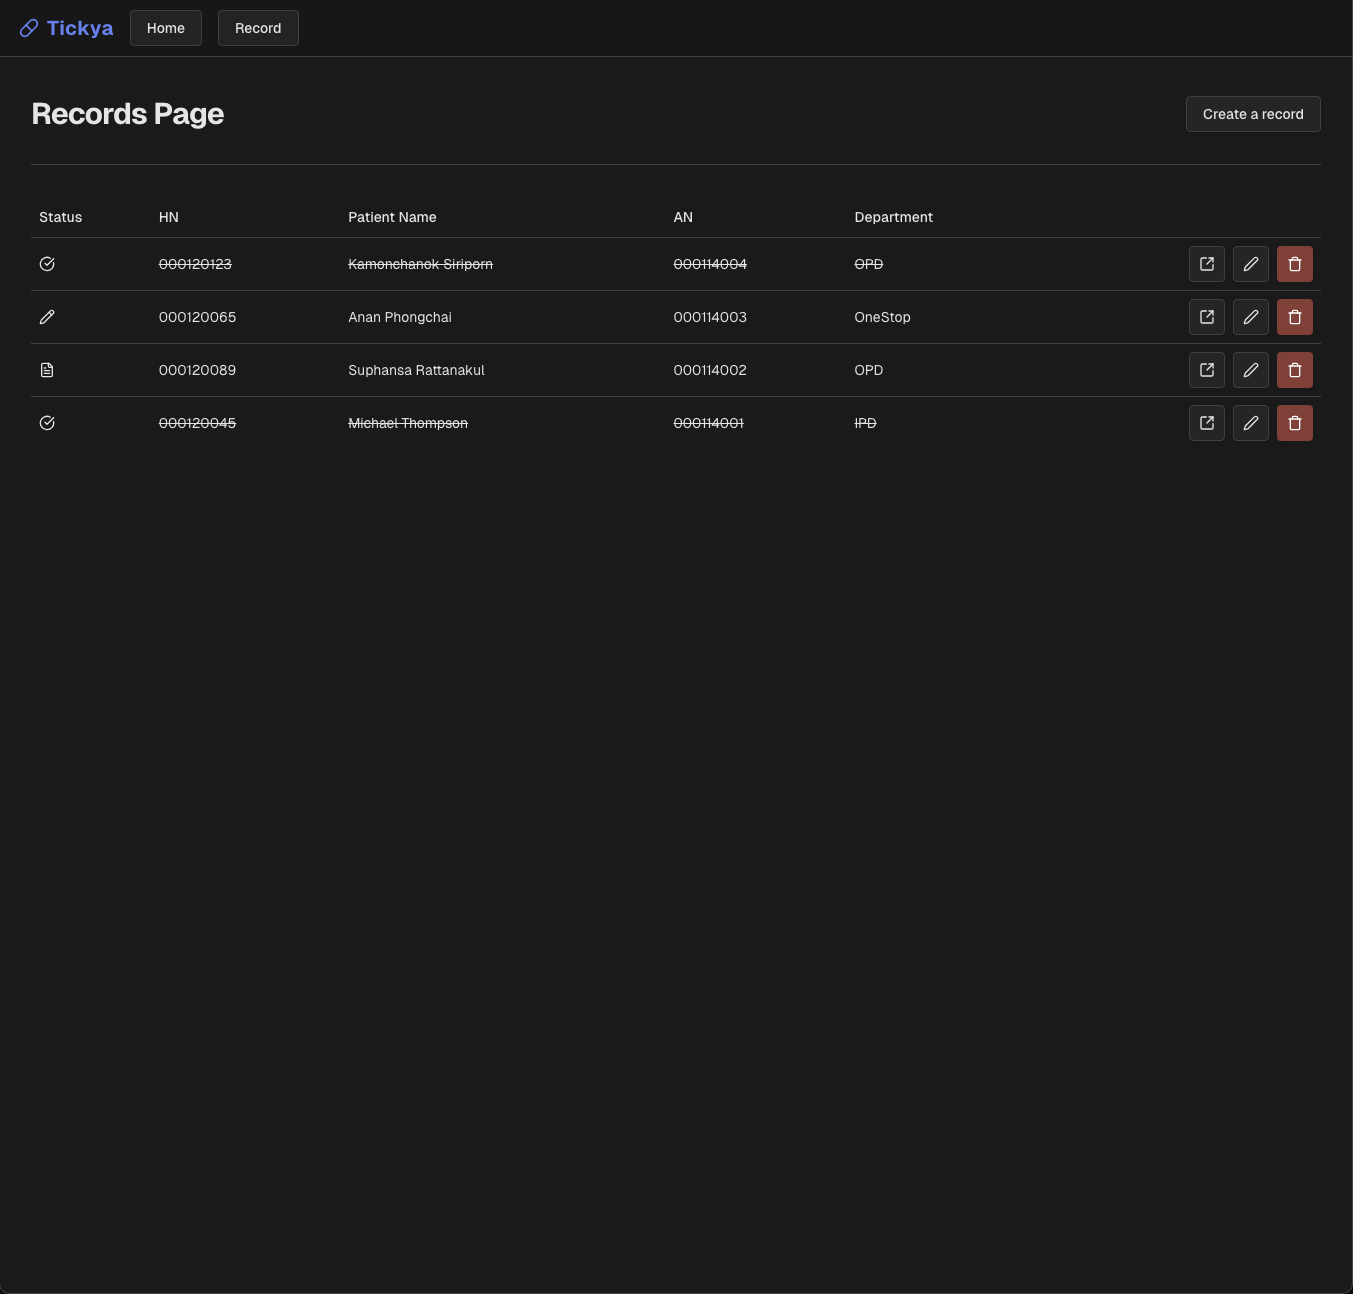 Tickya Home Record
Records Page Create a record
Status HN Patient Name AN Department
000120123 Kamonchanok Siriporn 000114004 OPD
000120065 Anan Phongchai 000114003 OneStop
000120089 Suphansa Rattanakul 000114002 OPD
000120045 Michael Thompson 000114001 IPD